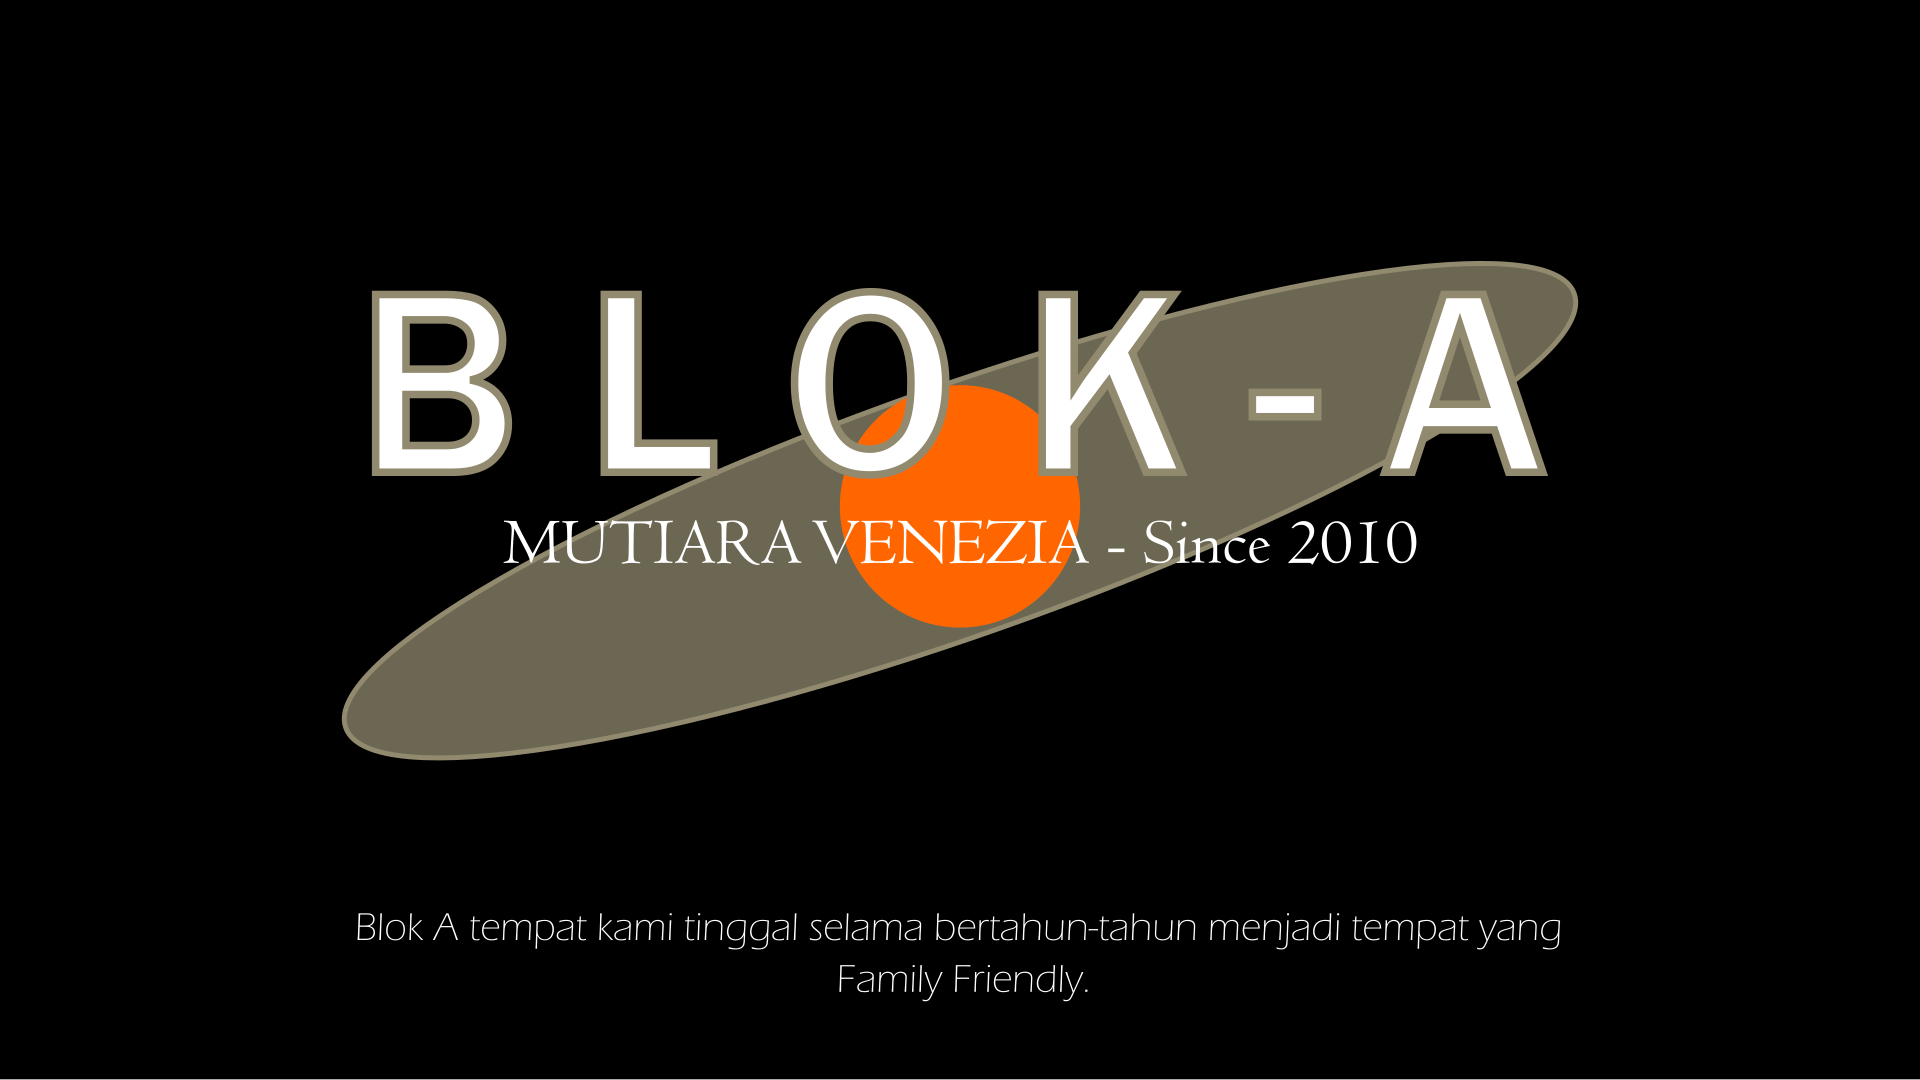 BLOK-A
MUTIARA VENEZIA - Since 2010
Blok A tempat kami tinggal selama bertahun-tahun menjadi tempat yang
Family Friendly.